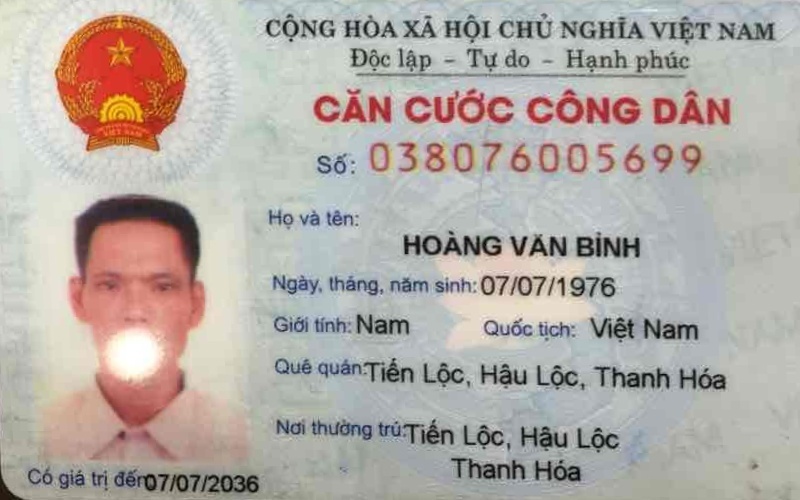 CỘNG HÒA XÃ HỘI CHỦ NGHĨA VIỆT NAM
Độc lập - Tự do - Hạnh phúc
CĂN CƯỚC CÔNG DÂN
Số: 038076005699
Họ và tên:
HOÀNG VĂN BÌNH
Ngày, tháng, năm sinh: 07/07/1976
Giới tính: Nam Quốc tịch: Việt Nam
Quê quán: Tiến Lộc, Hậu Lộc, Thanh Hóa
Nơi thường trú: Tiến Lộc, Hậu Lộc
Thanh Hóa
Có giá trị đến 07/07/2036